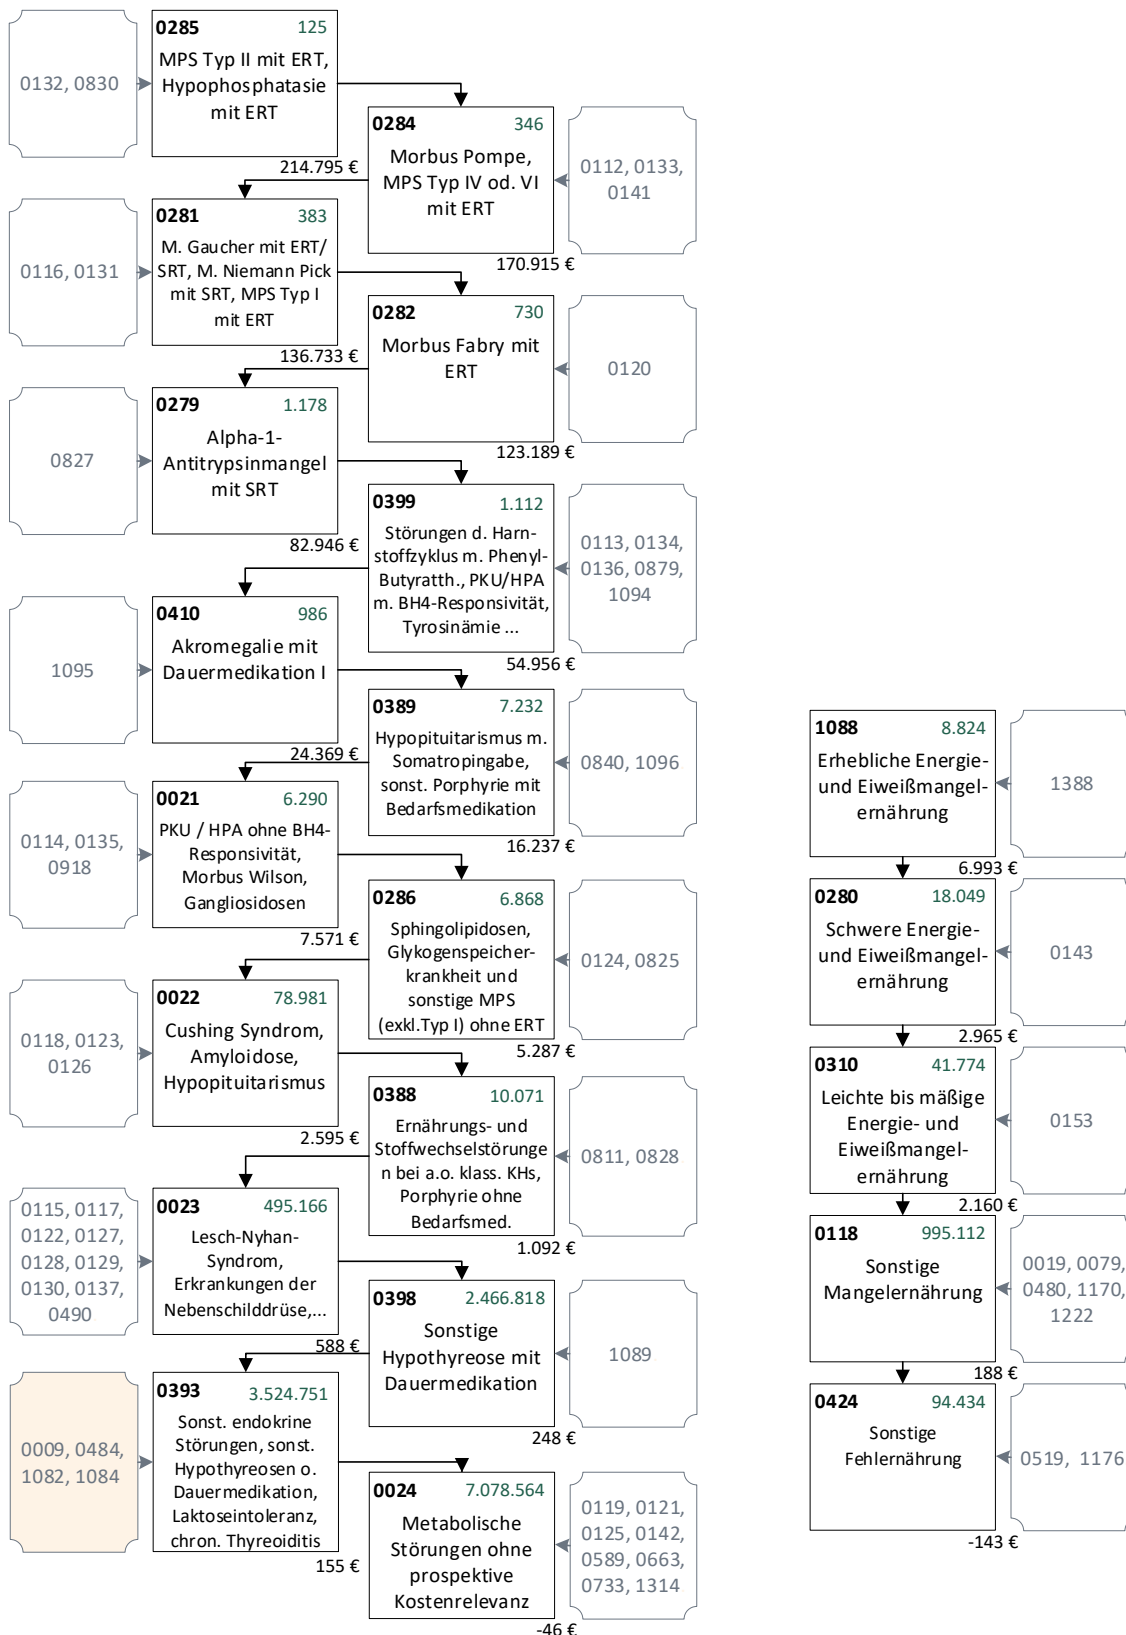 0285 125
MPS Typ II mit ERT,
Hypophosphatasie
mit ERT
0132, 0830
214.795 €
0284 346
Morbus Pompe,
MPS Typ IV od. VI
mit ERT
0112, 0133,
0141
170.915 €
0281 383
M. Gaucher mit ERT/
SRT, M. Niemann Pick
mit SRT, MPS Typ I
mit ERT
0116, 0131
136.733 €
0282 730
Morbus Fabry mit
ERT
0120
123.189 €
0279 1.178
Alpha-1-
Antitrypsinmangel
mit SRT
0827
82.946 €
0399 1.112
Störungen d. Harn-
stoffzyklus m. Phenyl-
Butyratth., PKU/HPA
m. BH4-Responsivität,
Tyrosinämie ...
0113, 0134,
0136, 0879,
1094
54.956 €
0410 986
Akromegalie mit
Dauermedikation I
1095
24.369 €
0389 7.232
Hypopituitarismus m.
Somatropingabe,
sonst. Porphyrie mit
Bedarfsmedikation
0840, 1096
16.237 €
0021 6.290
PKU / HPA ohne BH4-
Responsivität,
Morbus Wilson,
Gangliosidosen
0114, 0135,
0918
7.571 €
0286 6.868
Sphingolipidosen,
Glykogenspeicher-
krankheit und
sonstige MPS
(exkl.Typ I) ohne ERT
0124, 0825
5.287 €
0022 78.981
Cushing Syndrom,
Amyloidose,
Hypopituitarismus
0118, 0123,
0126
2.595 €
0388 10.071
Ernährungs- und
Stoffwechselstörunge
n bei a.o. klass. KHs,
Porphyrie ohne
Bedarfsmed.
0811, 0828
1.092 €
0023 495.166
Lesch-Nyhan-
Syndrom,
Erkrankungen der
Nebenschilddrüse,...
0115, 0117,
0122, 0127,
0128, 0129,
0130, 0137,
0490
588 €
0398 2.466.818
Sonstige
Hypothyreose mit
Dauermedikation
1089
248 €
0393 3.524.751
Sonst. endokrine
Störungen, sonst.
Hypothyreosen o.
Dauermedikation,
Laktoseintoleranz,
chron. Thyreoiditis
0009, 0484,
1082, 1084
155 €
0024 7.078.564
Metabolische
Störungen ohne
prospektive
Kostenrelevanz
0119, 0121,
0125, 0142,
0589, 0663,
0733, 1314
-46 €
1088 8.824
Erhebliche Energie-
und Eiweißmangel-
ernährung
1388
6.993 €
0280 18.049
Schwere Energie-
und Eiweißmangel-
ernährung
0143
2.965 €
0310 41.774
Leichte bis mäßige
Energie- und
Eiweißmangel-
ernährung
0153
2.160 €
0118 995.112
Sonstige
Mangelernährung
0019, 0079,
0480, 1170,
1222
188 €
0424 94.434
Sonstige
Fehlernährung
0519, 1176
-143 €